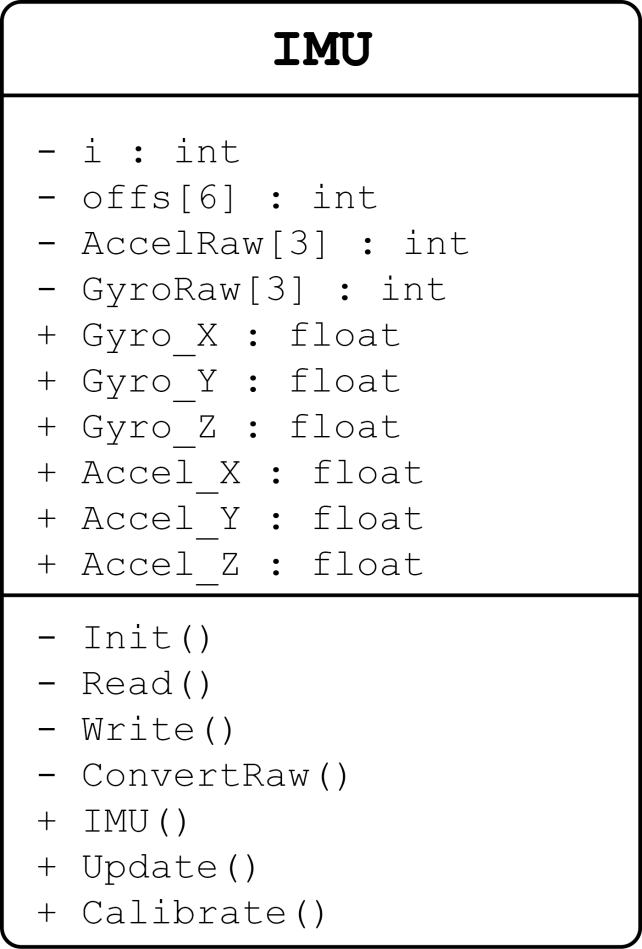 IMU
- i : int
- offs[6] : int
- AccelRaw[3] : int
- GyroRaw[3] : int
+ Gyro_X : float
+ Gyro_Y : float
+ Gyro_Z : float
+ Accel_X : float
+ Accel_Y : float
+ Accel_Z : float
- Init()
- Read()
- Write()
- ConvertRaw()
+ IMU()
+ Update()
+ Calibrate()